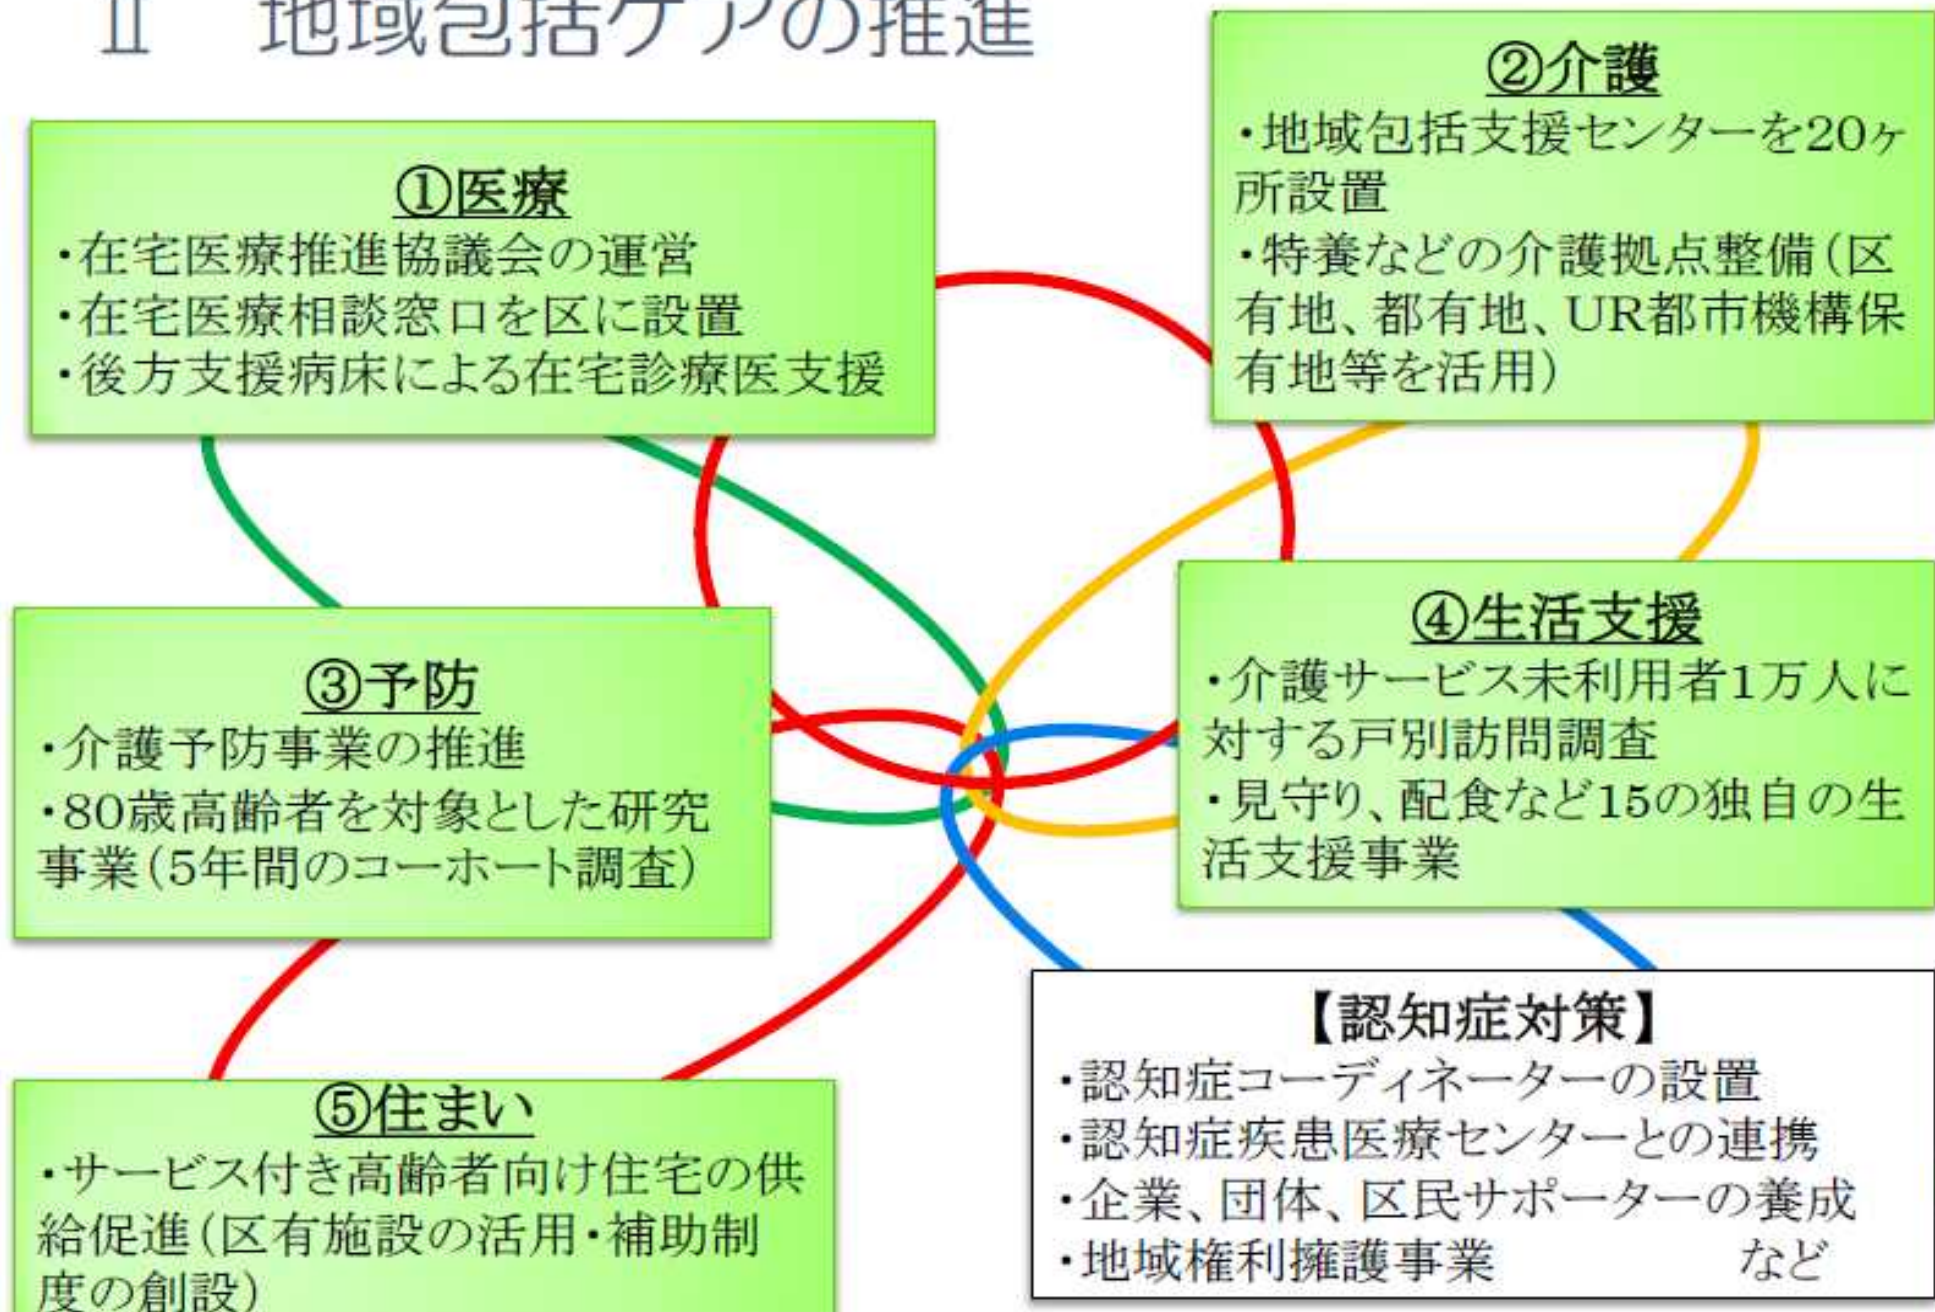 Ⅱ 地域包括ケアの推進
①医療
・在宅医療推進協議会の運営
・在宅医療相談窓口を区に設置
・後方支援病床による在宅診療医支援
②介護
・地域包括支援センターを20ヶ
所設置
・特養などの介護拠点整備（区
有地、都有地、UR都市機構保
有地等を活用）
③予防
・介護予防事業の推進
・80歳高齢者を対象とした研究
事業（5年間のコーホート調査）
④生活支援
・介護サービス未利用者1万人に
対する戸別訪問調査
・見守り、配食など15の独自の生
活支援事業
⑤住まい
・サービス付き高齢者向け住宅の供
給促進（区有施設の活用・補助制
度の創設）
【認知症対策】
・認知症コーディネーターの設置
・認知症疾患医療センターとの連携
・企業、団体、区民サポーターの養成
・地域権利擁護事業 など